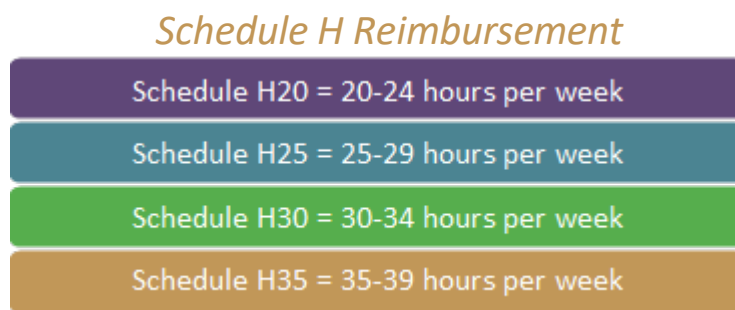 Schedule H Reimbursement
Schedule H20 = 20-24 hours per week
Schedule H25 = 25-29 hours per week
Schedule H30 = 30-34 hours per week
Schedule H35 = 35-39 hours per week